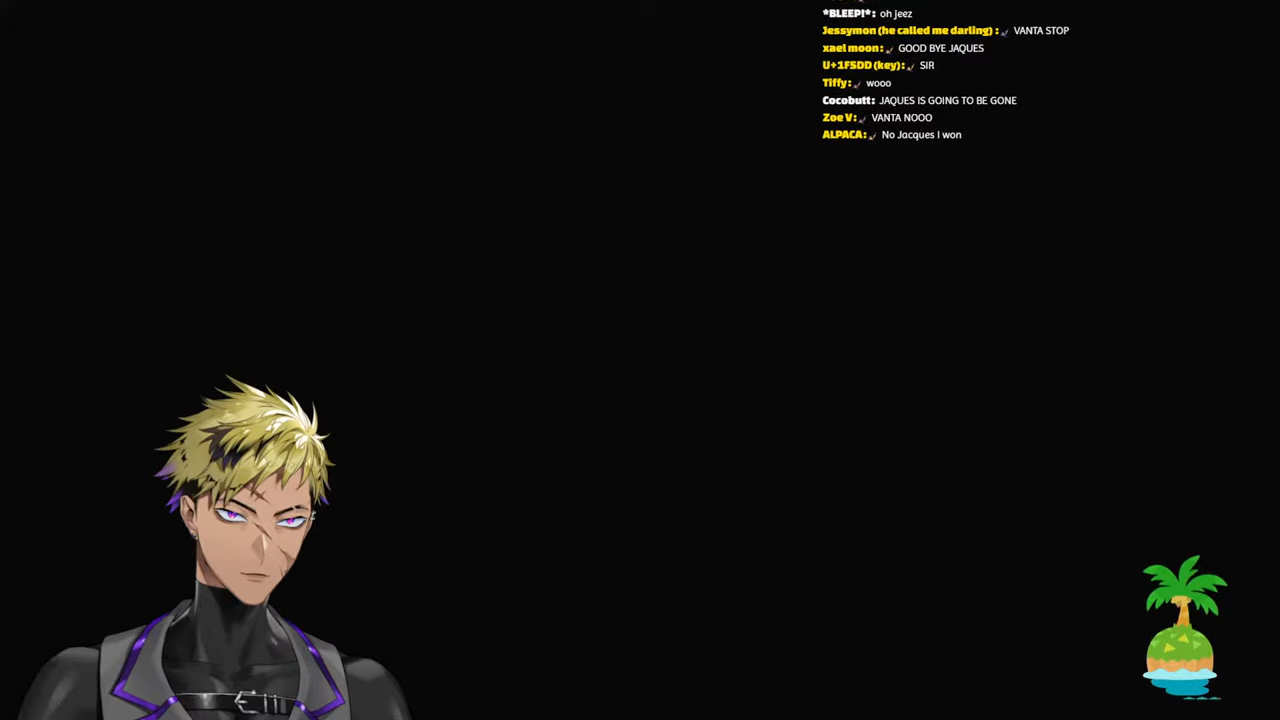 *BLEEP!*: oh jeez
Jessymon (he called me darling) : VANTA STOP
xael moon: GOOD BYE JAQUES
U+1F5DD (key): SIR
Tiffy: wooo
Cocobutt: JAQUES IS GOING TO BE GONE
Zoe V: VANTA NOOO
ALPACA: No Jacques I won